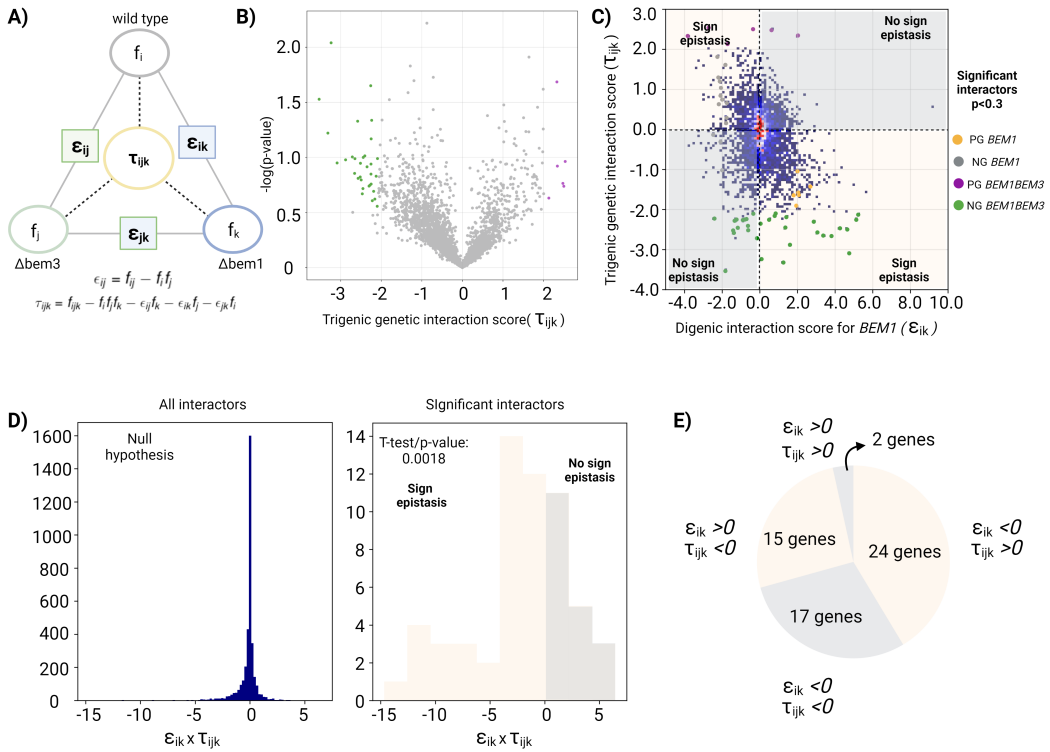 A)
wild type
fi
εij
εik
τijk
fj
εjk
fk
Δbem3
Δbem1
ϵij = fij − fifj
τijk = fijk − fifjfk − ϵijfk − ϵikfj − ϵjkfi
B)
-log(p-value)
2.0
1.5
1.0
0.5
0
-3
-2
-1
0
1
2
Trigenic genetic interaction score( τijk )
C)
Trigenic genetic interaction score( τijk )
3.0
2.0
1.0
0.0
-1.0
-2.0
-3.0
-4.0
Sign
epistasis
No sign
epistasis
No sign
epistasis
Sign
epistasis
-4.0
-2.0
0.0
2.0
4.0
6.0
8.0
10.0
Digenic interaction score for BEM1 ( εik )
Significant
interactors
p<0.3
PG BEM1
NG BEM1
PG BEM1BEM3
NG BEM1BEM3
D)
All interactors
Null
hypothesis
1600
1400
1200
1000
800
600
400
200
0
-15
-10
-5
0
5
εik x τijk
SIgnificant interactors
T-test/p-value:
0.0018
Sign
epistasis
No sign
epistasis
14
12
10
8
6
4
2
0
-15
-10
-5
0
5
εik x τijk
E)
εik >0
τijk >0
2 genes
εik >0
τijk <0
15 genes
24 genes
εik <0
τijk >0
17 genes
εik <0
τijk <0